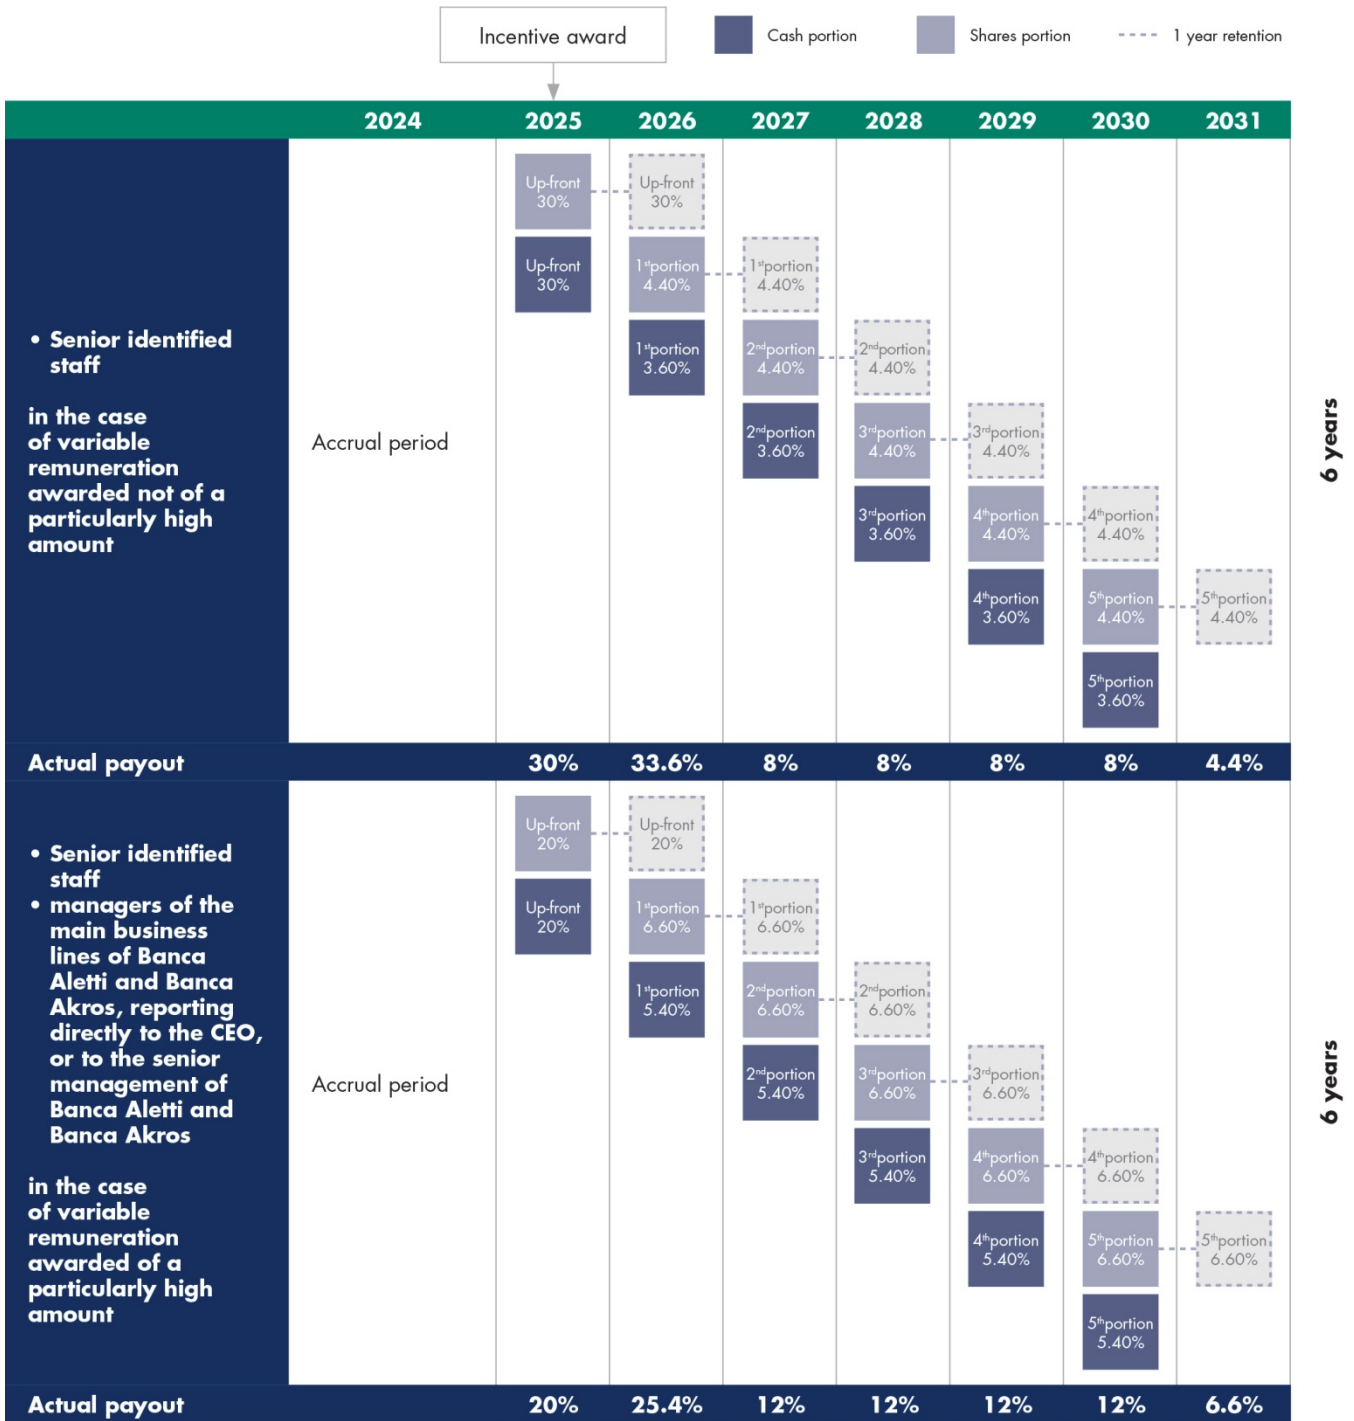 Incentive award
Cash portion
Shares portion
1 year retention
2024 2025 2026 2027 2028 2029 2030 2031
• Senior identified
staff
in the case
of variable
remuneration
awarded not of a
particularly high
amount
Accrual period
Up-front
30%
Up-front
30%
Up-front
30%
1st portion
4.40%
1st portion
4.40%
1st portion
3.60%
2nd portion
4.40%
2nd portion
4.40%
2nd portion
3.60%
3rd portion
4.40%
3rd portion
4.40%
3rd portion
3.60%
4th portion
4.40%
4th portion
4.40%
4th portion
3.60%
5th portion
4.40%
5th portion
4.40%
5th portion
3.60%
6 years
Actual payout 30% 33.6% 8% 8% 8% 8% 4.4%
• Senior identified
staff
• managers of the
main business
lines of Banca
Aletti and Banca
Akros, reporting
directly to the CEO,
or to the senior
management of
Banca Aletti and
Banca Akros
in the case
of variable
remuneration
awarded of a
particularly high
amount
Accrual period
Up-front
20%
Up-front
20%
Up-front
20%
1st portion
6.60%
1st portion
6.60%
1st portion
5.40%
2nd portion
6.60%
2nd portion
6.60%
2nd portion
5.40%
3rd portion
6.60%
3rd portion
6.60%
3rd portion
5.40%
4th portion
6.60%
4th portion
6.60%
4th portion
5.40%
5th portion
6.60%
5th portion
6.60%
5th portion
5.40%
6 years
Actual payout 20% 25.4% 12% 12% 12% 12% 6.6%